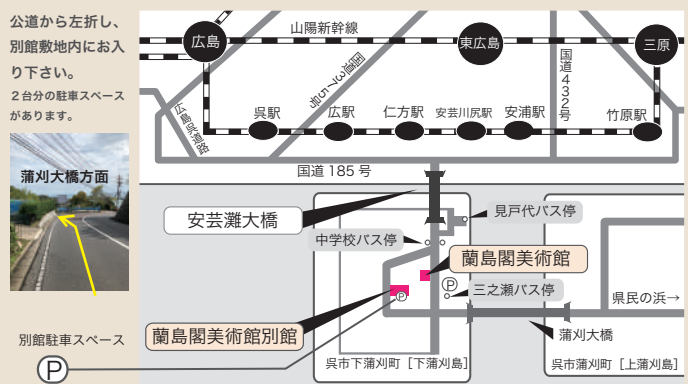 公道から左折し、
別館敷地内にお入
り下さい。
２台分の駐車スペース
があります。
蒲刈大橋方面
別館駐車スペース
P
広島
山陽新幹線
東広島
三原
国道375号
国道432号
広島呉道路
呉駅
広駅
仁方駅
安芸川尻駅
安浦駅
竹原駅
国道185号
安芸灘大橋
見戸代バス停
中学校バス停
蘭島閣美術館
P
三之瀬バス停
P
県民の浜→
蘭島閣美術館別館
蒲刈大橋
呉市下蒲刈町［下蒲刈島］
呉市蒲刈町［上蒲刈島］